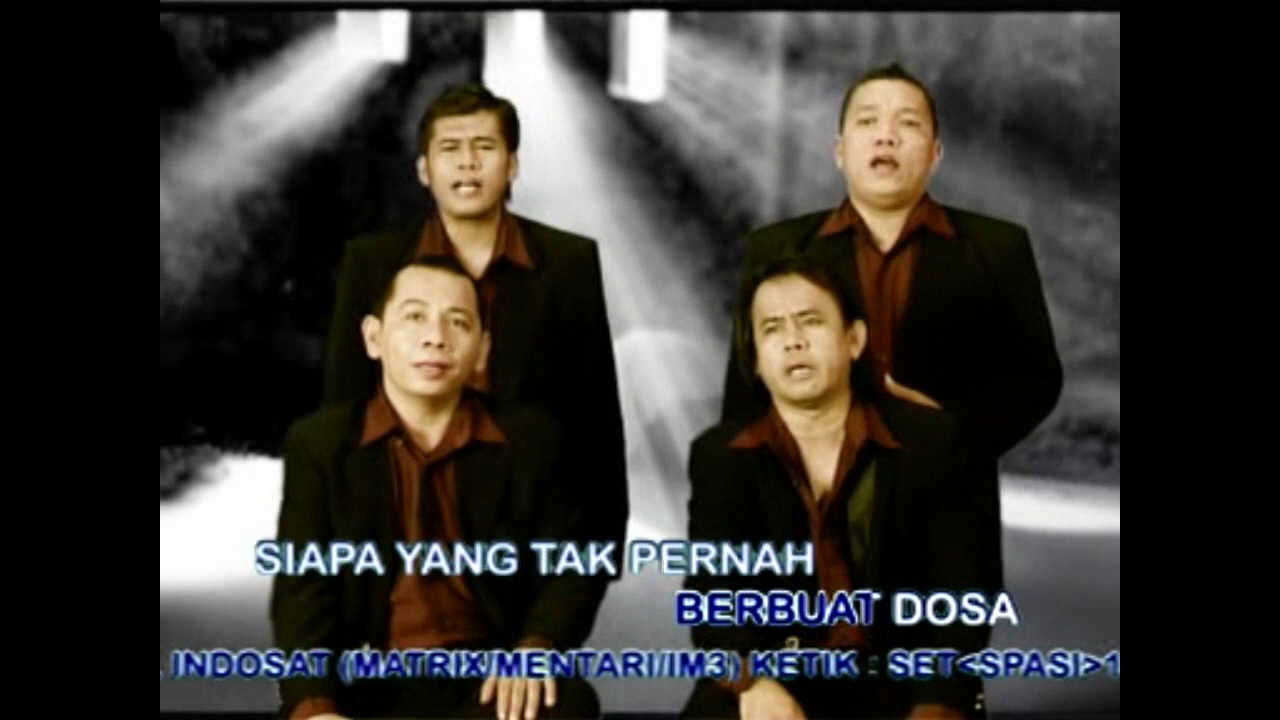 SIAPA YANG TAK PERNAH
BERBUAT DOSA
. INDOSAT (MATRIX/MENTARI/IM3) KETIK : SET<SPASI>1